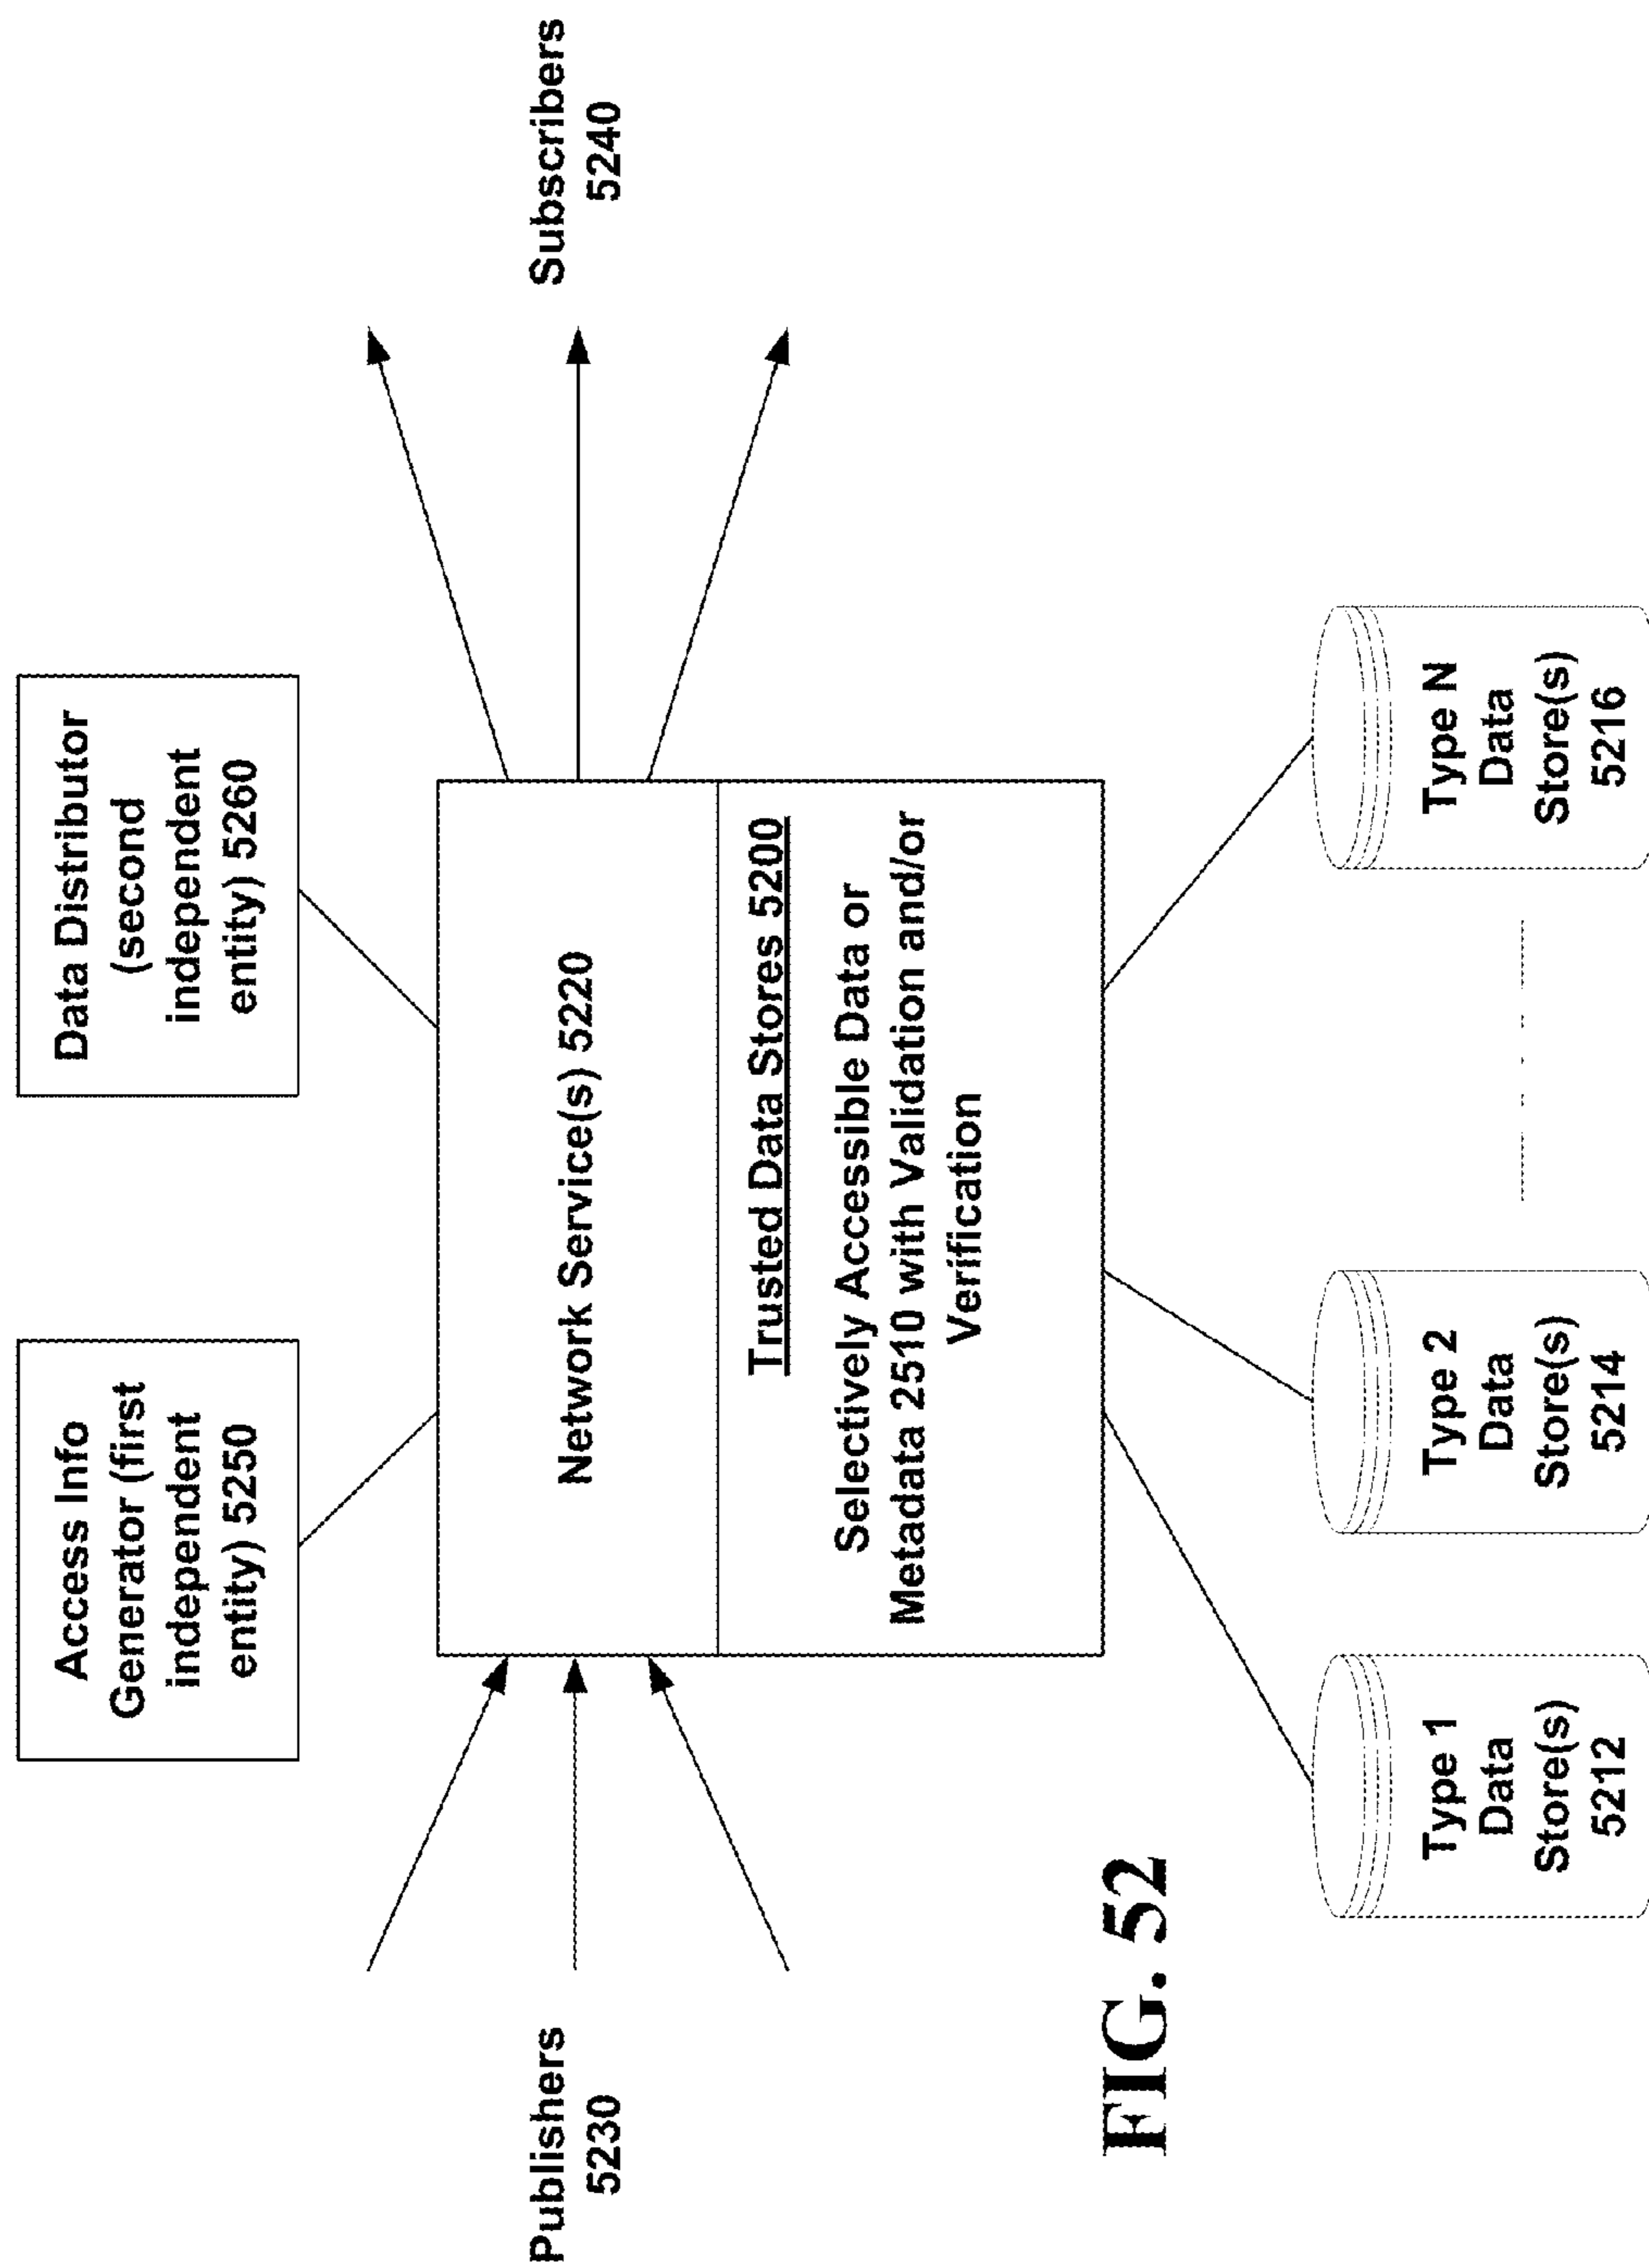 Access Info
Generator (first
independent
entity) 5250
Data Distributor
(second
independent
entity) 5260
Publishers
5230
Network Service(s) 5220
Subscribers
5240
Trusted Data Stores 5200
Selectively Accessible Data or
Metadata 2510 with Validation and/or
Verification
FIG. 52
Type 1
Data
Store(s)
5212
Type 2
Data
Store(s)
5214
Type N
Data
Store(s)
5216